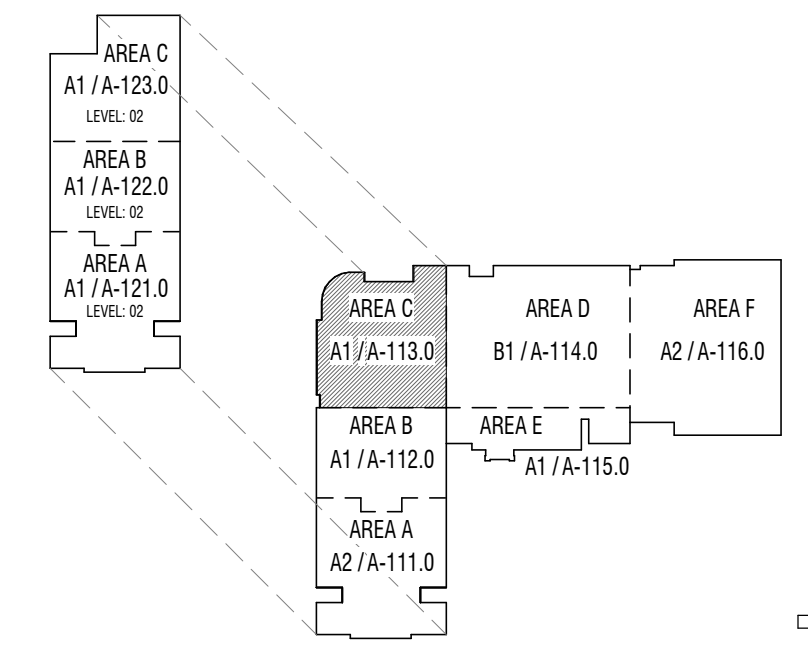 AREA C
A1 / A-123.0
LEVEL: 02
AREA B
A1 / A-122.0
LEVEL: 02
AREA A
A1 / A-121.0
LEVEL: 02
AREA C
A1 / A-113.0
AREA D
B1 / A-114.0
AREA F
A2 / A-116.0
AREA B
A1 / A-112.0
AREA E
A1 / A-115.0
AREA A
A2 / A-111.0